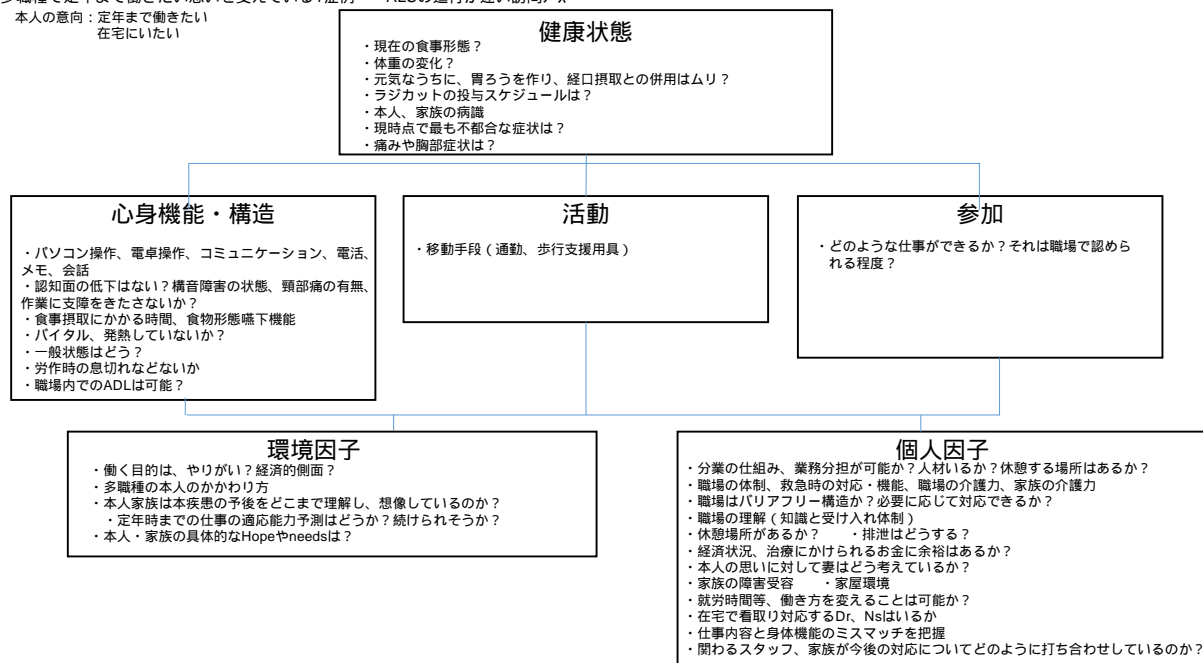 本人の意向：定年まで働きたい
在宅にいたい
健康状態
・現在の食事形態？
・体重の変化？
・元気なうちに、胃ろうを作り、経口摂取との併用はムリ？
・ラジカットの投与スケジュールは？
・本人、家族の病識
・現時点で最も不都合な症状は？
・痛みや胸部症状は？
心身機能・構造
・パソコン操作、電卓操作、コミュニケーション、電活、
メモ、会話
・認知面の低下はない？構音障害の状態、頸部痛の有無、
作業に支障をきたさないか？
・食事摂取にかかる時間、食物形態嚥下機能
・バイタル、発熱していないか？
・一般状態はどう？
・労作時の息切れなどないか
・職場内でのADLは可能？
活動
・移動手段（通勤、歩行支援用具）
参加
・どのような仕事ができるか？それは職場で認めら
れる程度？
環境因子
・働く目的は、やりがい？経済的側面？
・多職種の本人のかかわり方
・本人家族は本疾患の予後をどこまで理解し、想像しているのか？
・定年時までの仕事の適応能力予測はどうか？続けられそうか？
・本人・家族の具体的なHopeやneedsは？
個人因子
・分業の仕組み、業務分担が可能か？人材いるか？休憩する場所はあるか？
・職場の体制、救急時の対応・機能、職場の介護力、家族の介護力
・職場はバリアフリー構造か？必要に応じて対応できるか？
・職場の理解（知識と受け入れ体制）
・休憩場所があるか？　・排泄はどうする？
・経済状況、治療にかけられるお金に余裕はあるか？
・本人の思いに対して妻はどう考えているか？
・家族の障害受容　・家屋環境
・就労時間等、働き方を変えることは可能か？
・在宅で看取り対応するDr、Nsはいるか
・仕事内容と身体機能のミスマッチを把握
・関わるスタッフ、家族が今後の対応についてどのように打ち合わせしているのか？